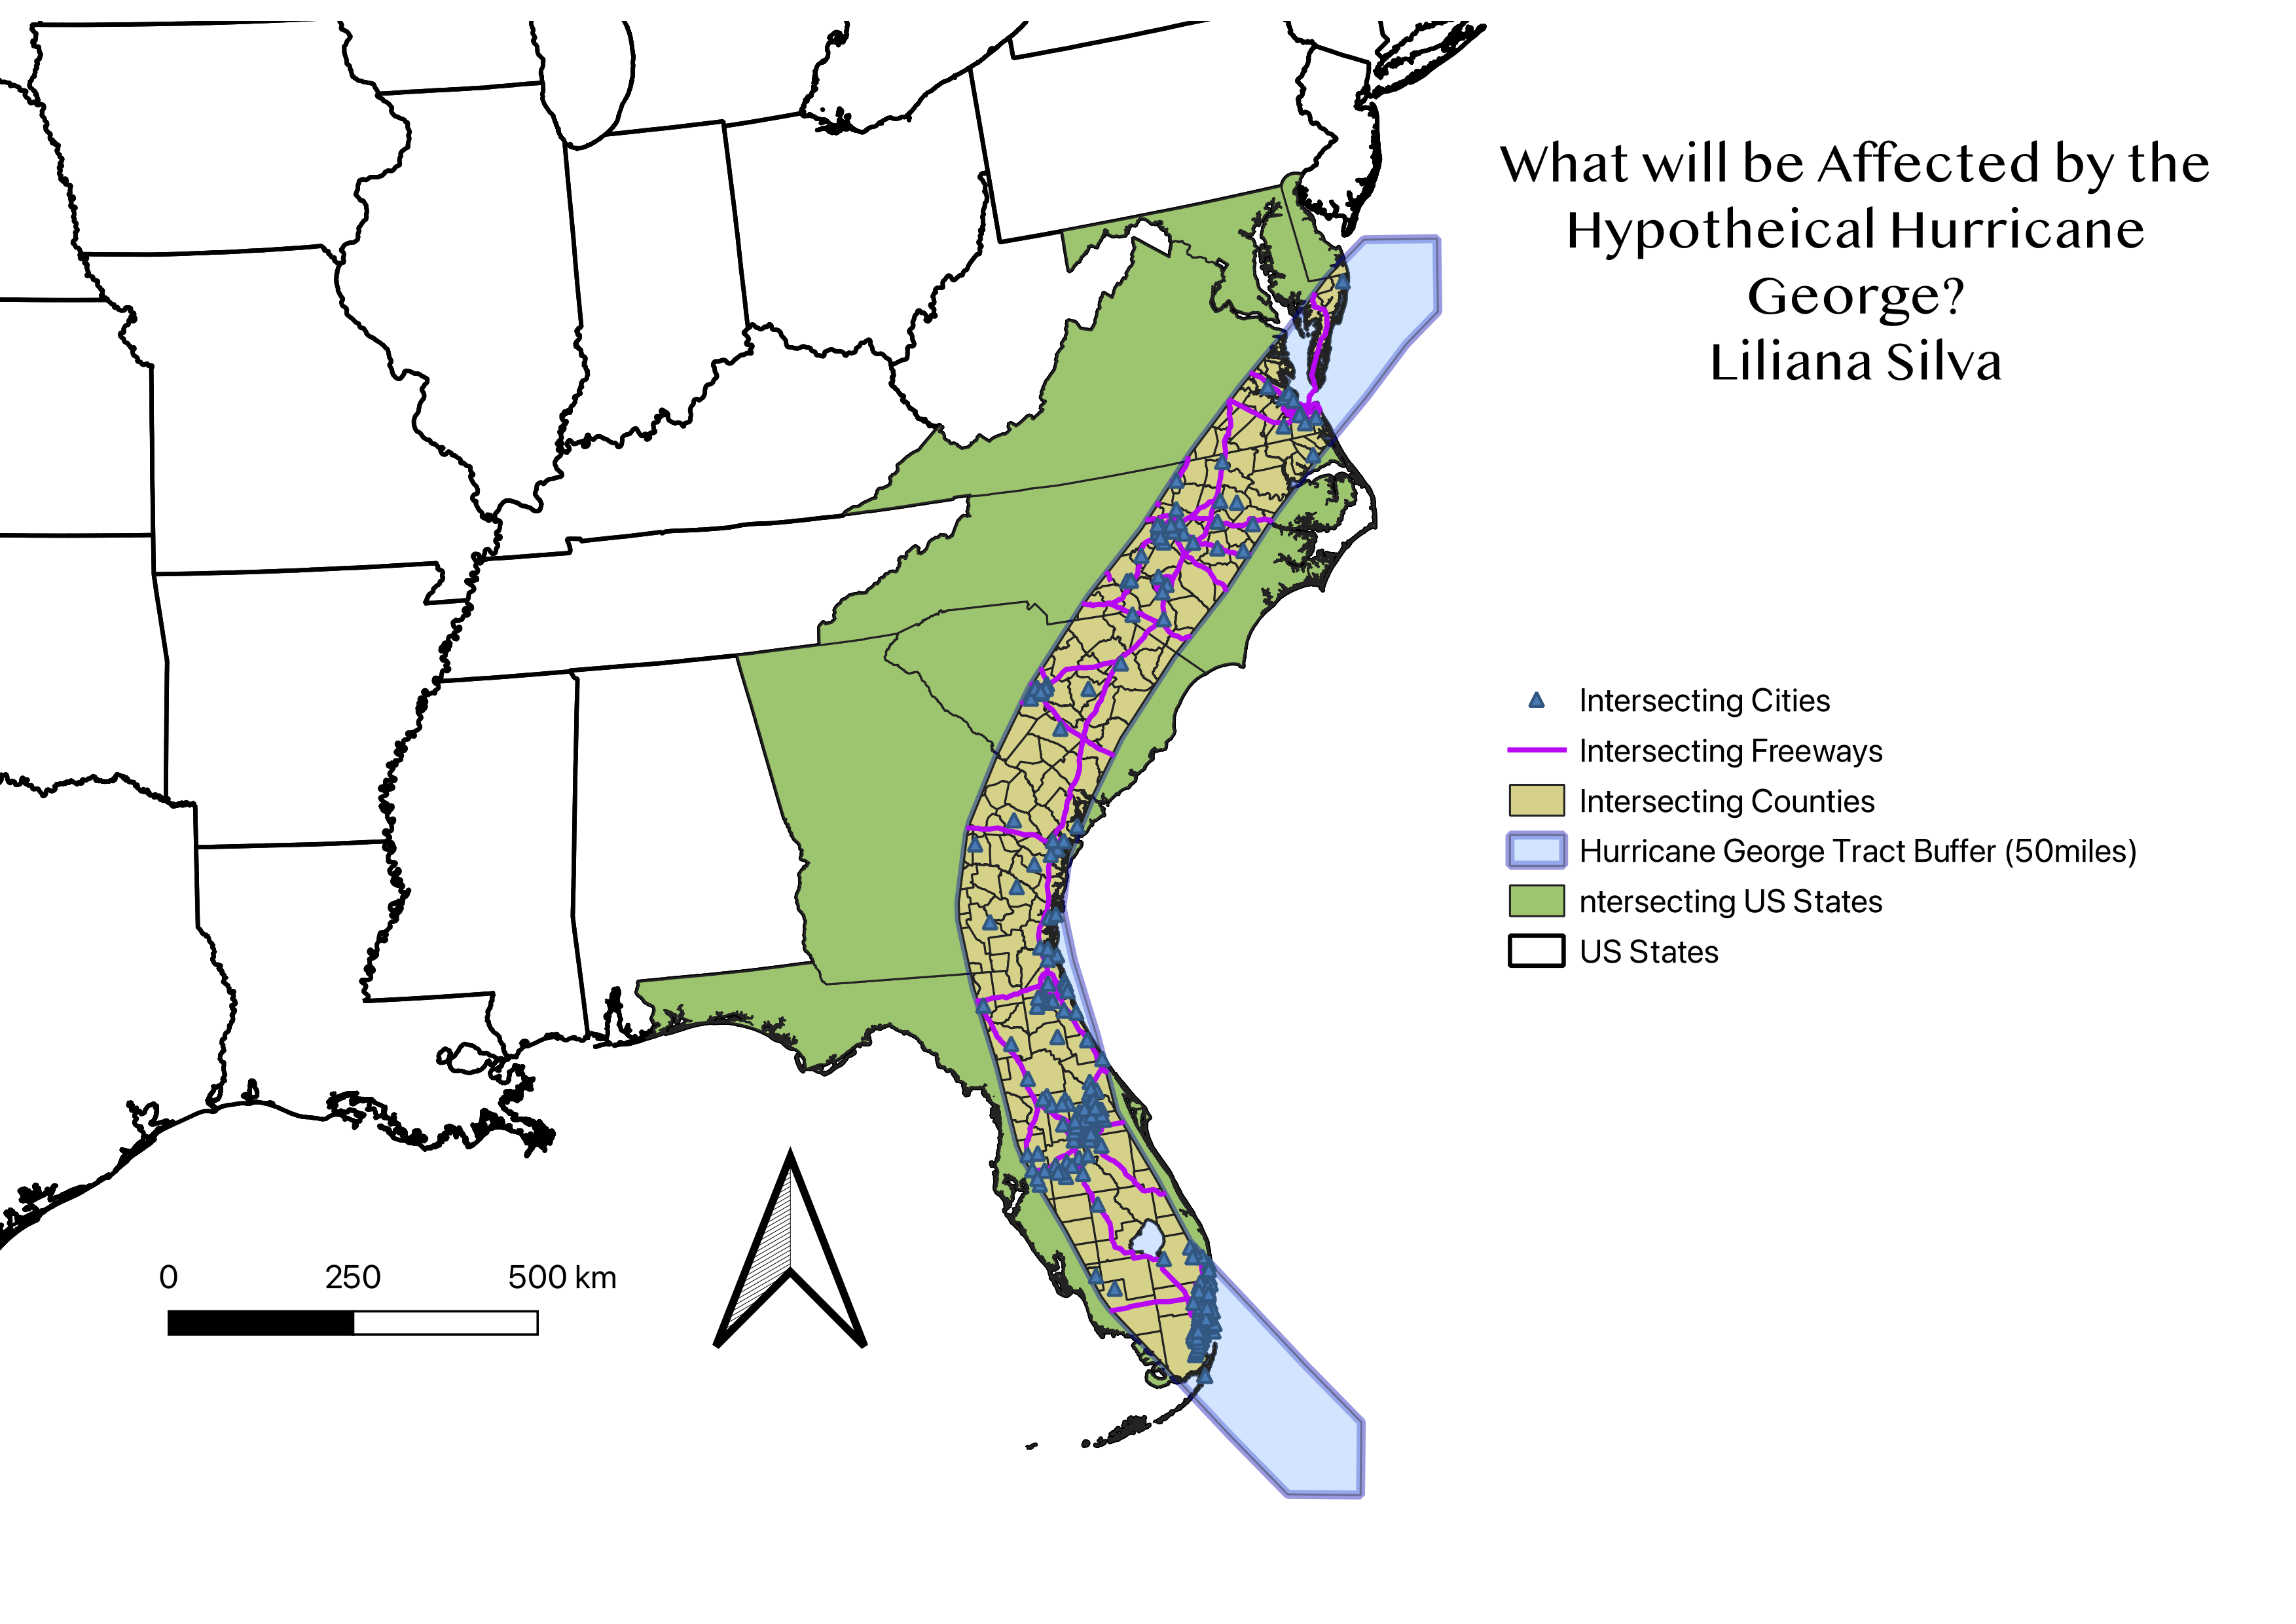 What will be Affected by the
Hypotheical Hurricane
George?
Liliana Silva
Intersecting Cities
Intersecting Freeways
Intersecting Counties
Hurricane George Tract Buffer (50miles)
ntersecting US States
US States
0 250 500 km